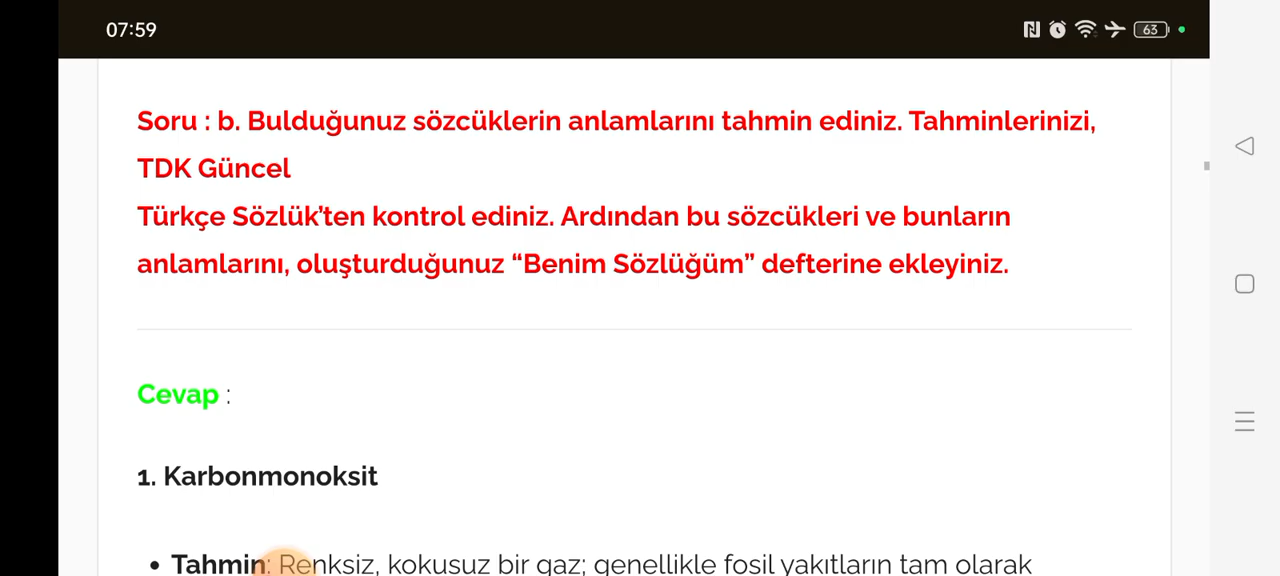 07:59
63
Soru : b. Bulduğunuz sözcüklerin anlamlarını tahmin ediniz. Tahminlerinizi,
TDK Güncel
Türkçe Sözlük’ten kontrol ediniz. Ardından bu sözcükleri ve bunların
anlamlarını, oluşturduğunuz “Benim Sözlüğüm” defterine ekleyiniz.
Cevap :
1. Karbonmonoksit
• Tahmin: Renksiz, kokusuz bir gaz; genellikle fosil yakıtların tam olarak